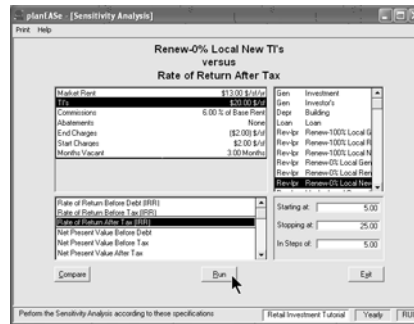 planEASe - [Sensitivity Analysis]
Print Help
Renew-0% Local New TI's
versus
Rate of Return After Tax
Market Rent $13.00 $/sf/yr
TI's $20.00 $/sf
Commissions 6.00 % of Base Rent
Abatements None
End Charges ($2.00) $/sf
Start Charges $2.00 $/sf
Months Vacant 3.00 Months
Gen Investment
Gen Investor's
Depr Building
Loan Loan
Rev-Ipr Renew-100% Local G
Rev-Ipr Renew-100% Local R
Rev-Ipr Renew-100% Local N
Rev-Ipr Renew-0% Local Gen
Rev-Ipr Renew-0% Local Ren
Rev-Ipr Renew-0% Local New
Rate of Return Before Debt (IRR)
Rate of Return Before Tax (IRR)
Rate of Return After Tax (IRR)
Net Present Value Before Debt
Net Present Value Before Tax
Net Present Value After Tax
Starting at: 5.00
Stopping at: 25.00
In Steps of: 5.00
Compare Run Exit
Perform the Sensitivity Analysis according to these specifications Retail Investment Tutorial Yearly RU